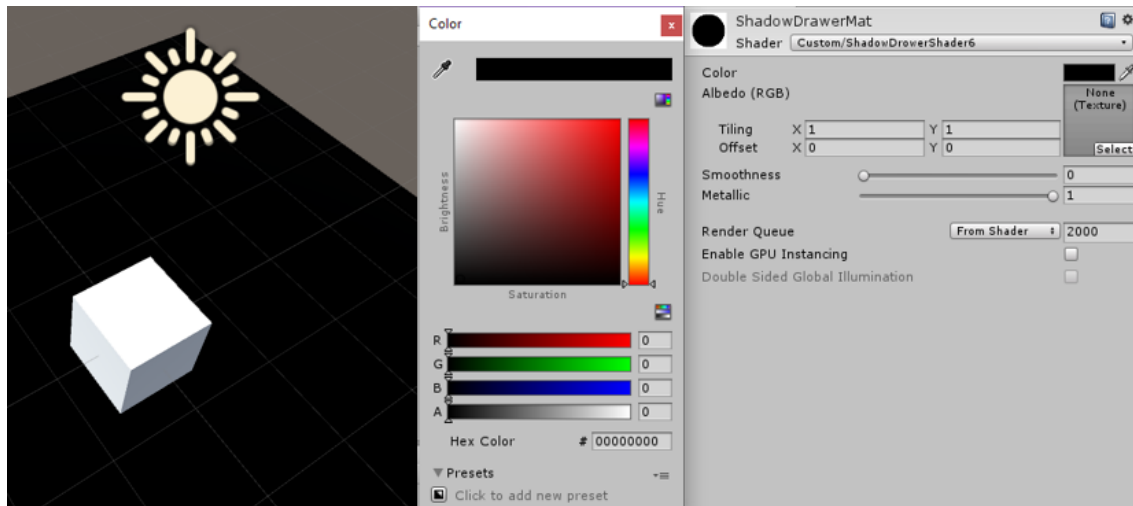 Color
x
Brightness
Hue
Saturation
R 0
G 0
B 0
A 0
Hex Color # 00000000
Presets
Click to add new preset
ShadowDrawerMat
Shader Custom/ShadowDrowerShader6
Color
Albedo (RGB)
None
(Texture)
Tiling X 1 Y 1
Offset X 0 Y 0
Select
Smoothness 0
Metallic 1
Render Queue From Shader 2000
Enable GPU Instancing
Double Sided Global Illumination